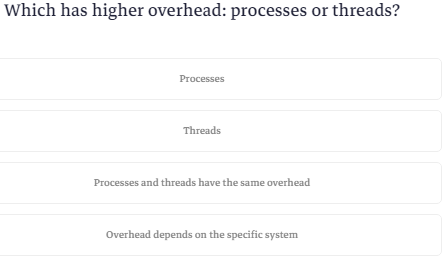 Which has higher overhead: processes or threads?
Processes
Threads
Processes and threads have the same overhead
Overhead depends on the specific system